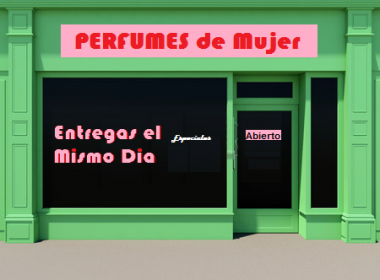 PERFUMES de Mujer
Entregas el
Mismo Dia
Especiales
Abierto